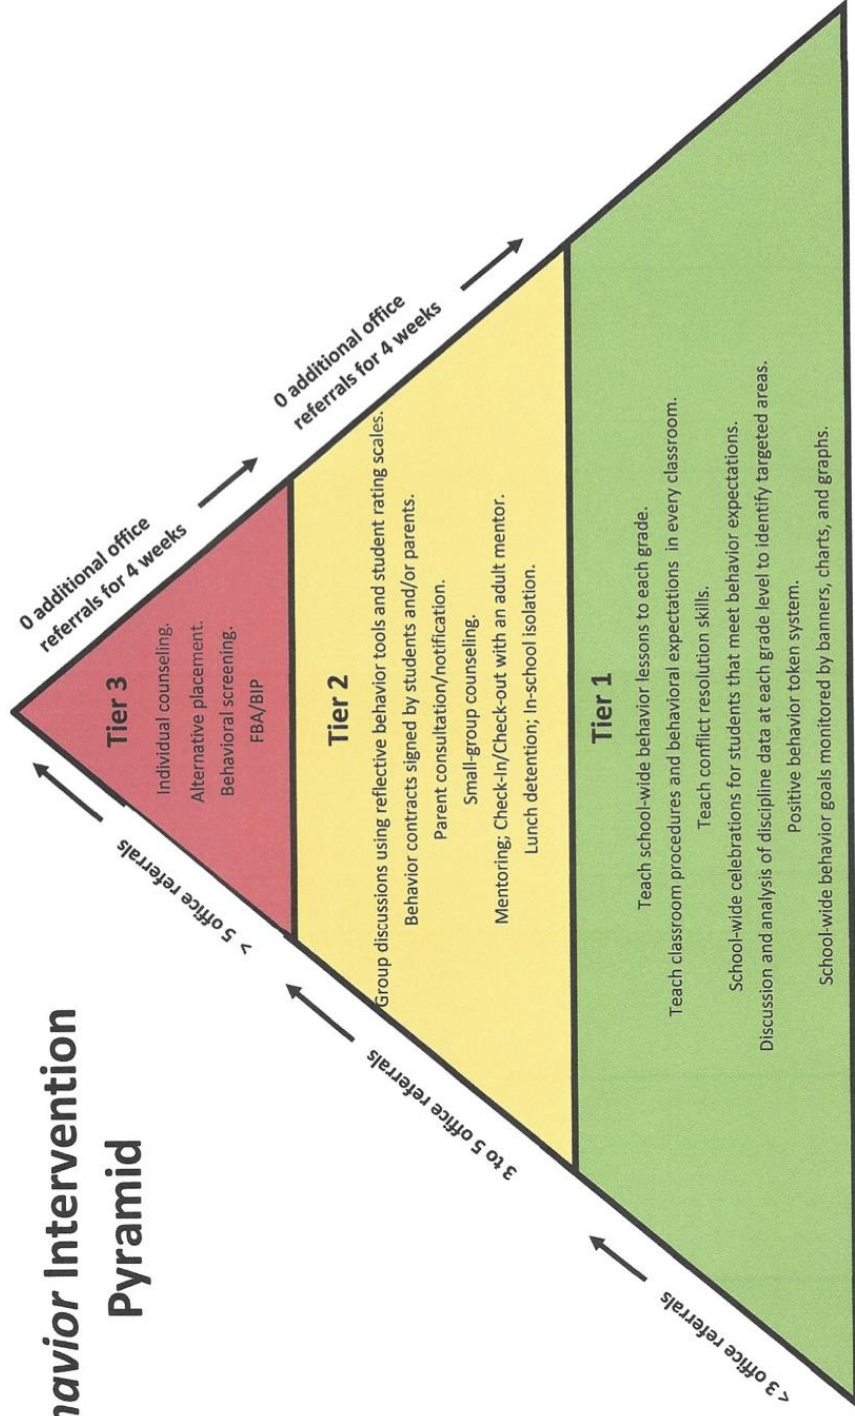 Intervention
Pyramid
0 additional office
referrals for 4 weeks
> 5 office referrals
Tier 3
Individual counseling.
Alternative placement.
Behavioral screening.
FBA/BIP
0 additional office
referrals for 4 weeks
3 to 5 office referrals
Tier 2
Group discussions using reflective behavior tools and student rating scales.
Behavior contracts signed by students and/or parents.
Parent consultation/notification.
Small-group counseling.
Mentoring; Check-In/Check-out with an adult mentor.
Lunch detention; In-school isolation.
< 3 office referrals
Tier 1
Teach school-wide behavior lessons to each grade.
Teach classroom procedures and behavioral expectations in every classroom.
Teach conflict resolution skills.
School-wide celebrations for students that meet behavior expectations.
Discussion and analysis of discipline data at each grade level to identify targeted areas.
Positive behavior token system.
School-wide behavior goals monitored by banners, charts, and graphs.